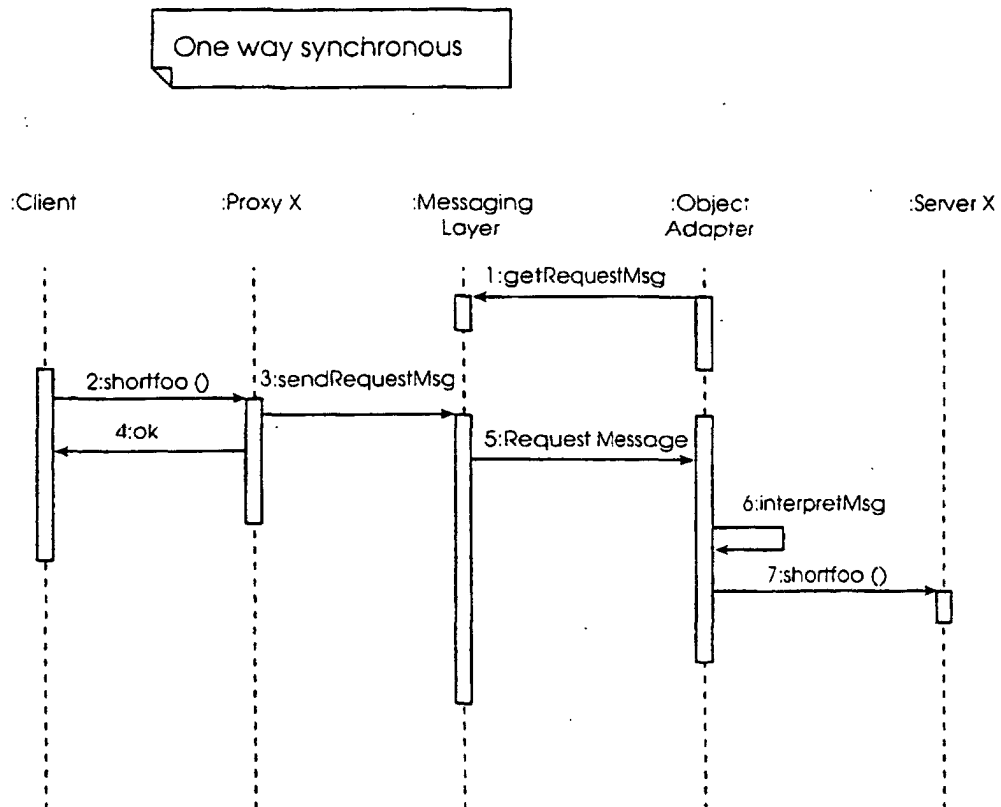 One way synchronous
:Client
:Proxy X
:Messaging
Layer
:Object
Adapter
:Server X
1:getRequestMsg
2:shortfoo ()
3:sendRequestMsg
4:ok
5:Request Message
6:interpretMsg
7:shortfoo ()